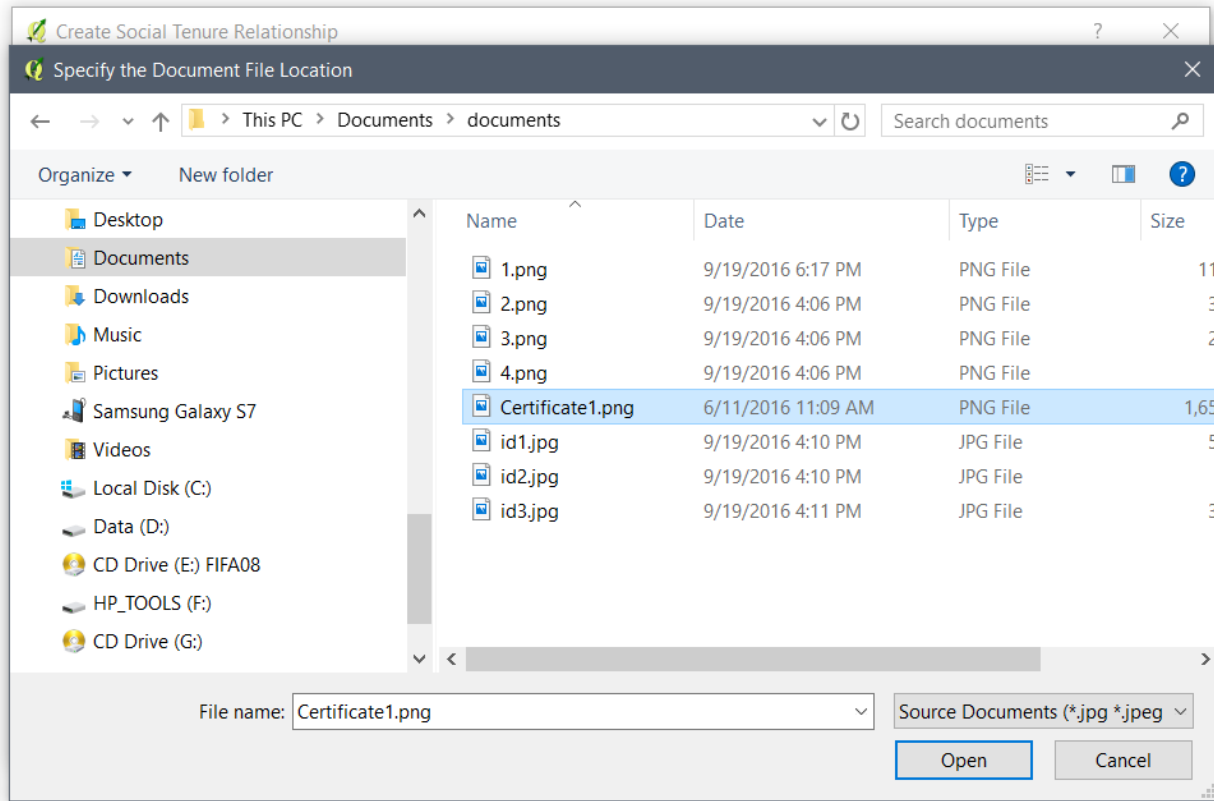 Create Social Tenure Relationship ?
Specify the Document File Location
This PC > Documents > documents
Search documents
Organize New folder ?
Desktop
Documents
Downloads
Music
Pictures
Samsung Galaxy S7
Videos
Local Disk (C:)
Data (D:)
CD Drive (E:) FIFA08
HP_TOOLS (F:)
CD Drive (G:)
Name Date Type Size
1.png 9/19/2016 6:17 PM PNG File 11
2.png 9/19/2016 4:06 PM PNG File
3.png 9/19/2016 4:06 PM PNG File
4.png 9/19/2016 4:06 PM PNG File
Certificate1.png 6/11/2016 11:09 AM PNG File 1,65
id1.jpg 9/19/2016 4:10 PM JPG File
id2.jpg 9/19/2016 4:10 PM JPG File
id3.jpg 9/19/2016 4:11 PM JPG File
File name: Certificate1.png Source Documents (*.jpg *.jpeg
Open Cancel